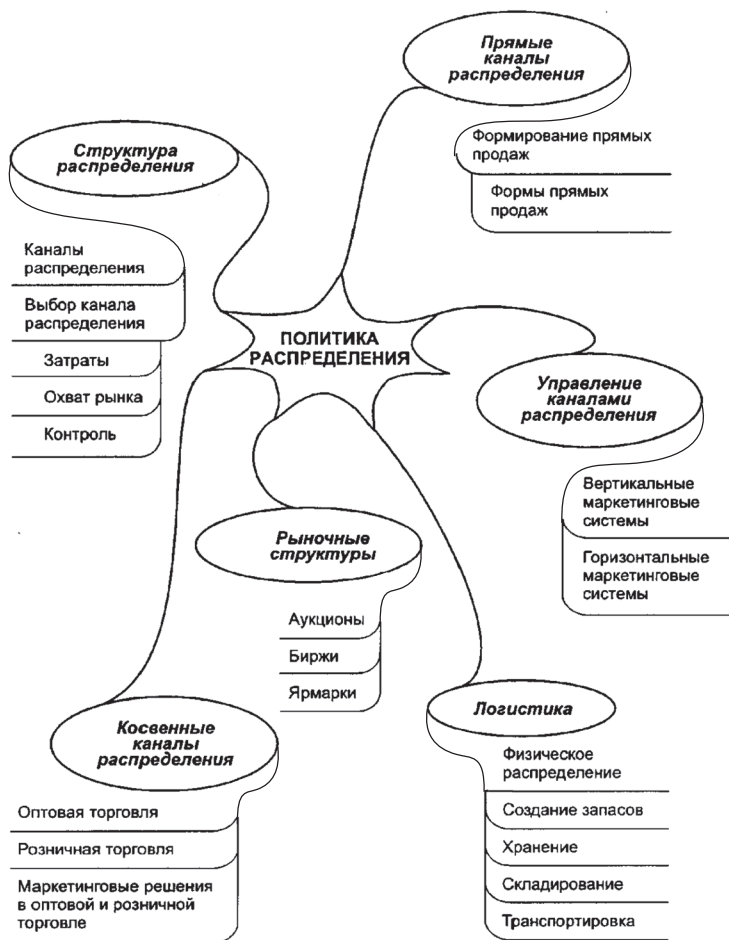 Прямые
каналы
распределения
Формирование прямых
продаж
Формы прямых
продаж
Структура
распределения
Каналы
распределения
Выбор канала
распределения
Затраты
Охват рынка
Контроль
ПОЛИТИКА
РАСПРЕДЕЛЕНИЯ
Управление
каналами
распределения
Вертикальные
маркетинговые
системы
Горизонтальные
маркетинговые
системы
Рыночные
структуры
Аукционы
Биржи
Ярмарки
Косвенные
каналы
распределения
Оптовая торговля
Розничная торговля
Маркетинговые решения
в оптовой и розничной
торговле
Логистика
Физическое
распределение
Создание запасов
Хранение
Складирование
Транспортировка